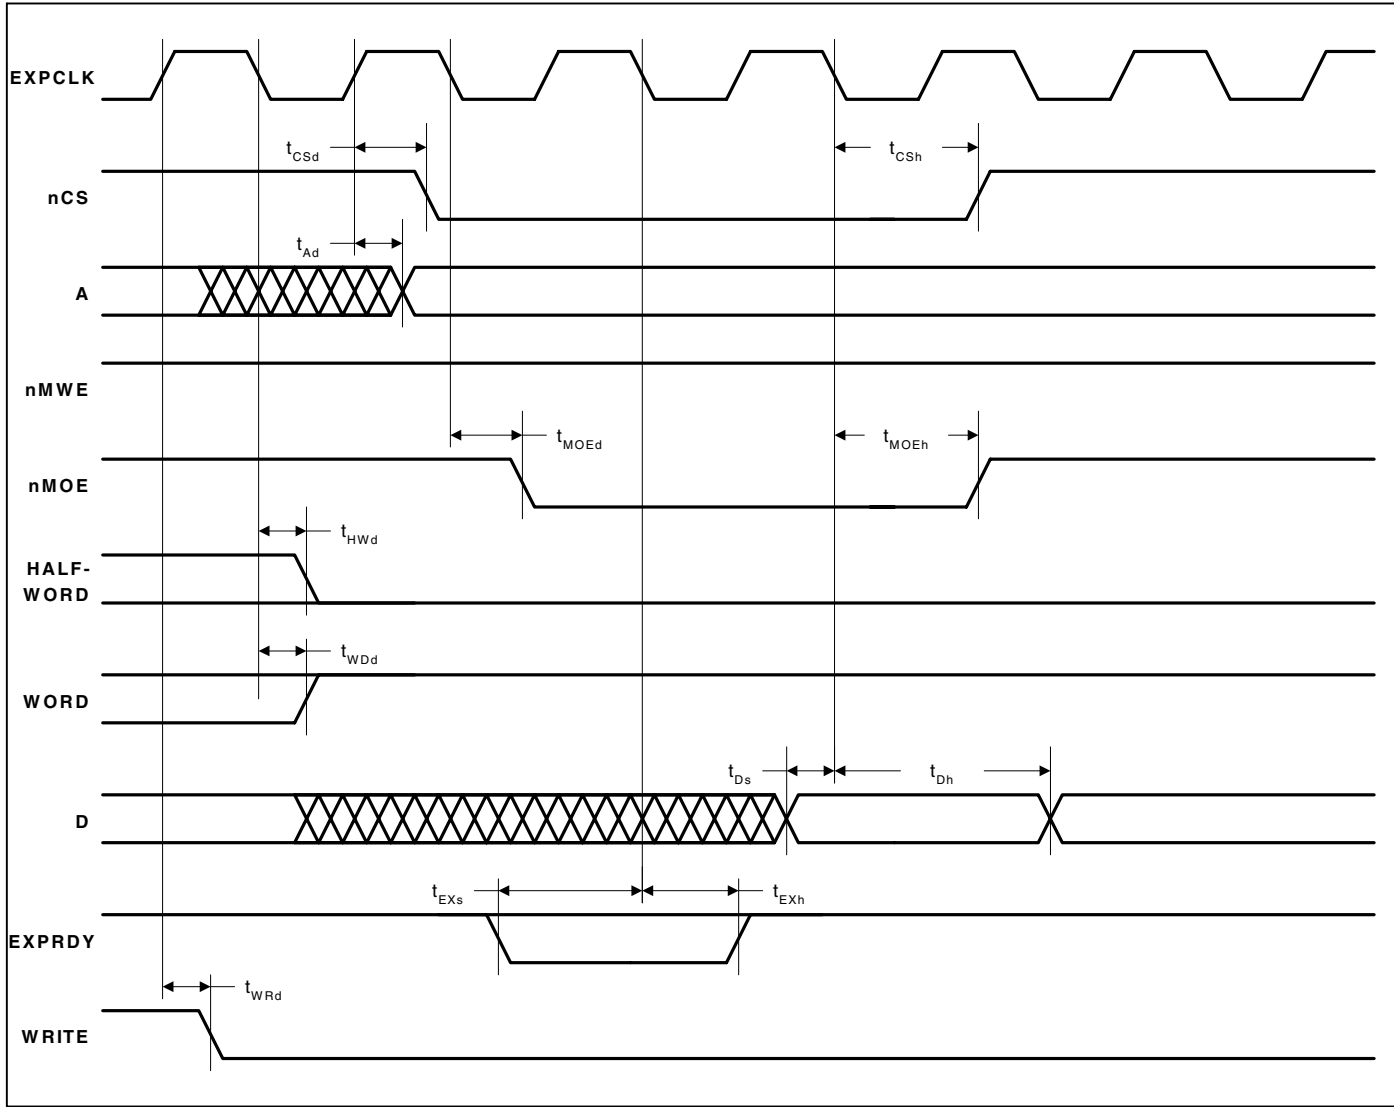 EXPCLK
tCSd
tCSh
nCS
tAd
A
nMWE
tMOEd
tMOEh
nMOE
tHWd
HALF-
WORD
tWDd
WORD
tDs
tDh
D
tEXs
tEXh
EXPRDY
tWRd
WRITE